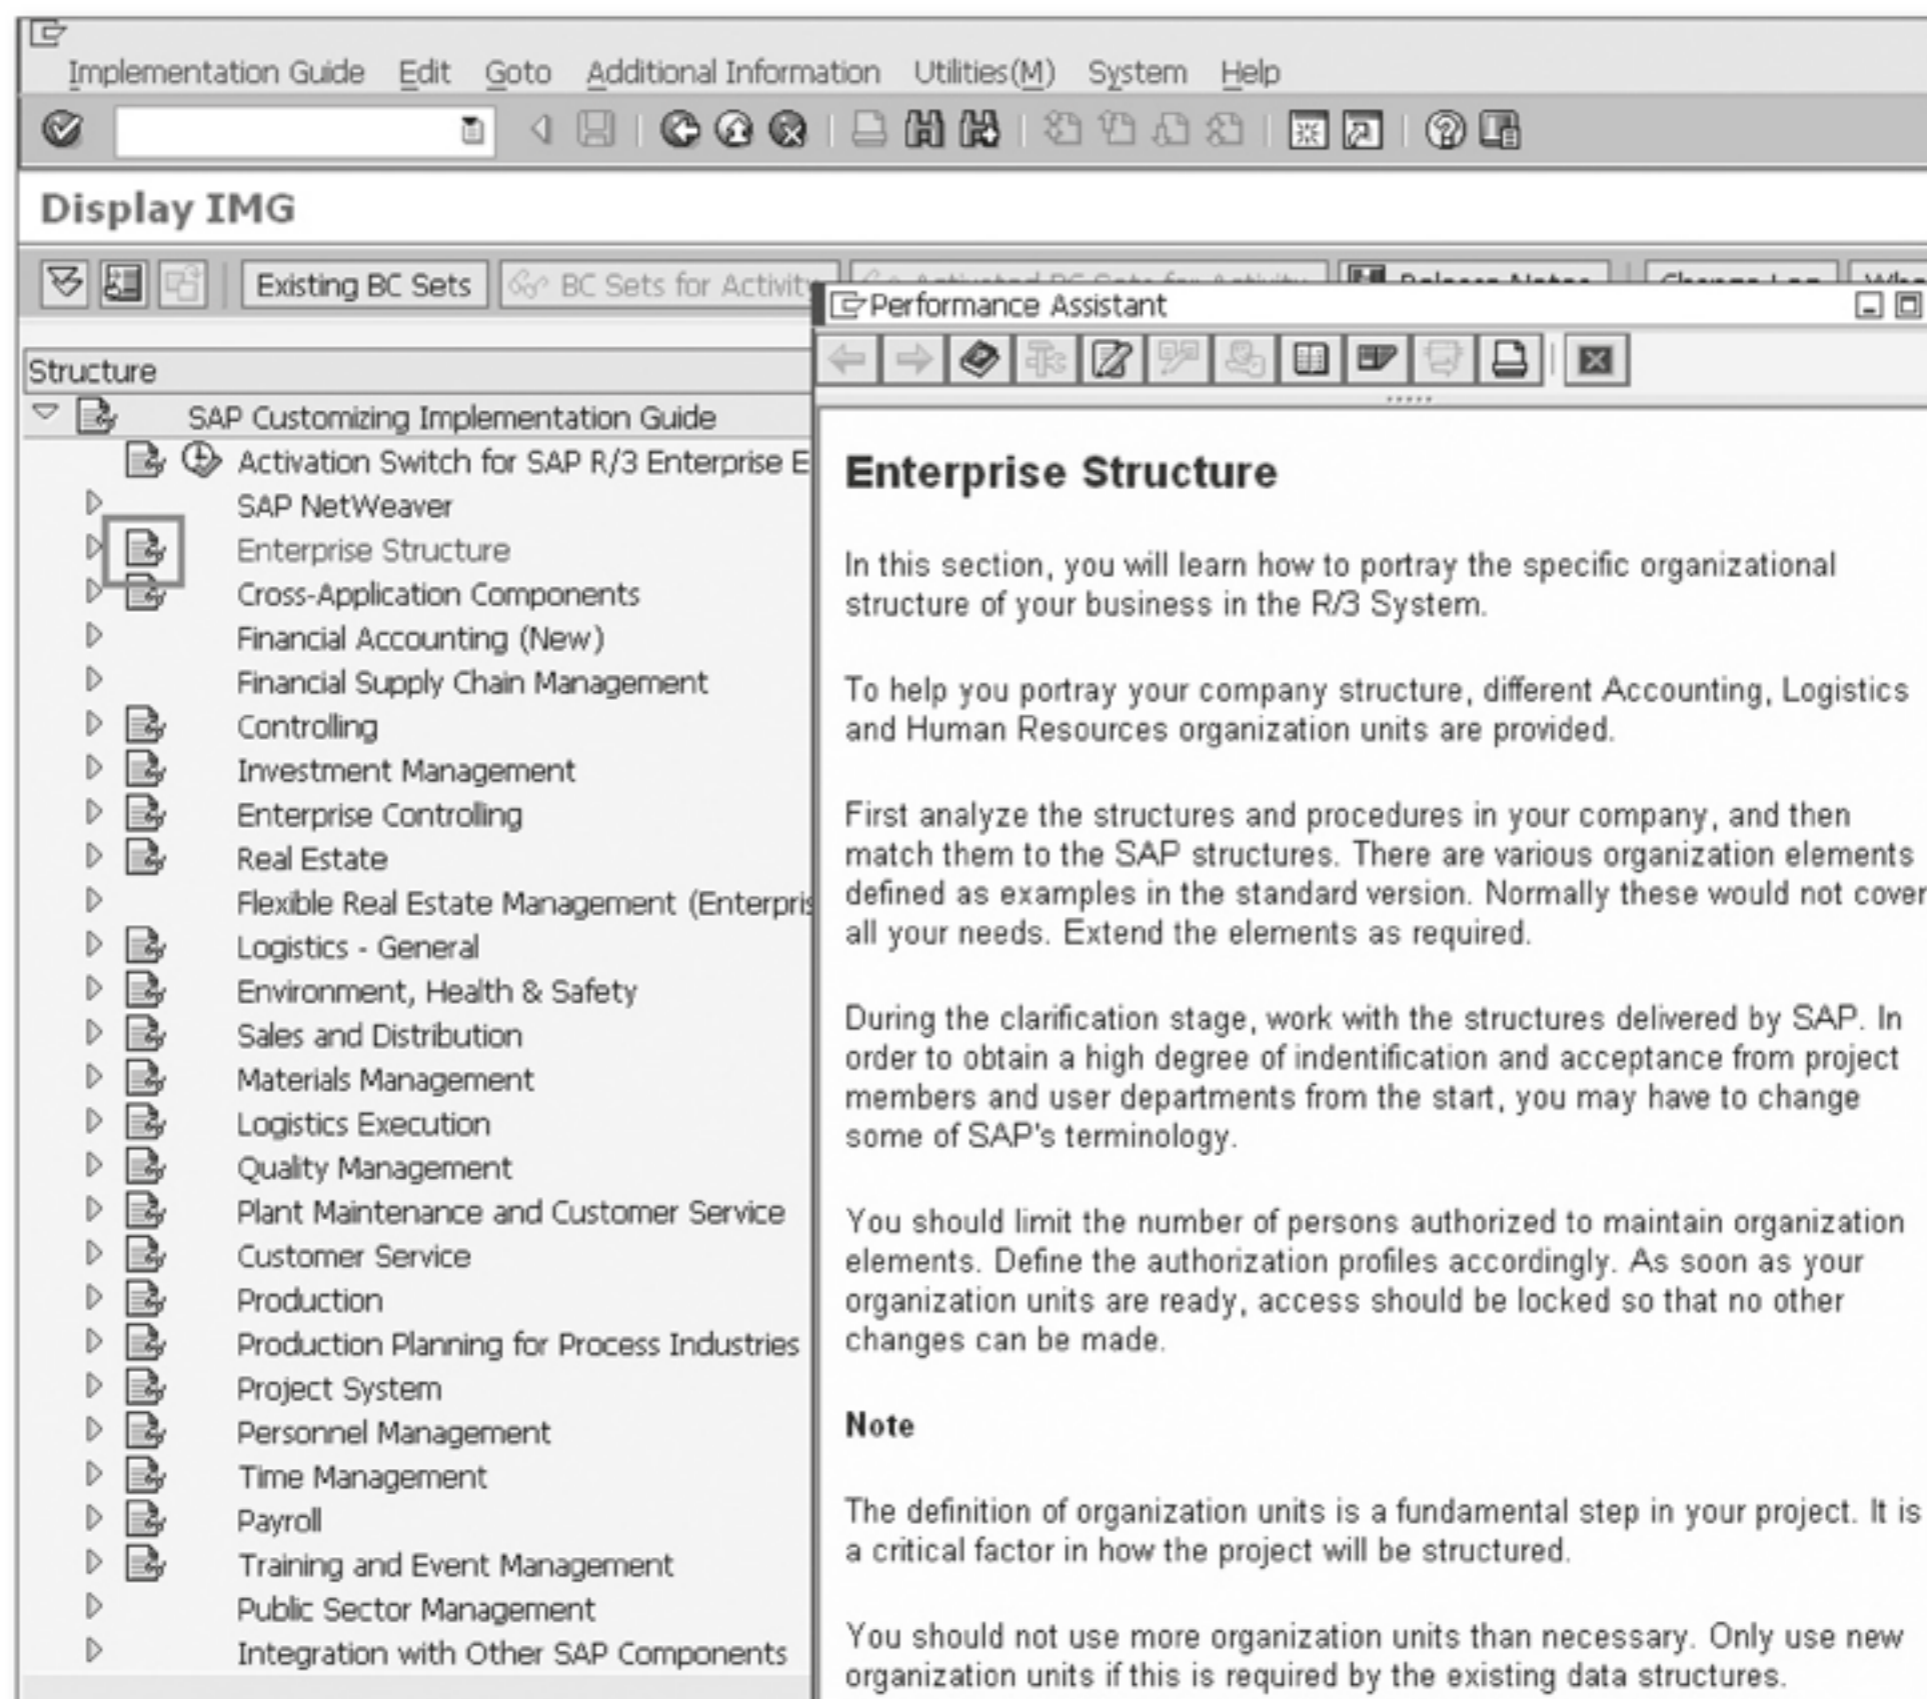 Implementation Guide Edit Goto Additional Information Utilities(M) System Help
Display IMG
Existing BC Sets BC Sets for Activity Activated BC Sets for Activity Release Notes Change Log
Performance Assistant
Structure
SAP Customizing Implementation Guide
Activation Switch for SAP R/3 Enterprise E
SAP NetWeaver
Enterprise Structure
Cross-Application Components
Financial Accounting (New)
Financial Supply Chain Management
Controlling
Investment Management
Enterprise Controlling
Real Estate
Flexible Real Estate Management (Enterpris
Logistics - General
Environment, Health & Safety
Sales and Distribution
Materials Management
Logistics Execution
Quality Management
Plant Maintenance and Customer Service
Customer Service
Production
Production Planning for Process Industries
Project System
Personnel Management
Time Management
Payroll
Training and Event Management
Public Sector Management
Integration with Other SAP Components
Enterprise Structure
In this section, you will learn how to portray the specific organizational
structure of your business in the R/3 System.
To help you portray your company structure, different Accounting, Logistics
and Human Resources organization units are provided.
First analyze the structures and procedures in your company, and then
match them to the SAP structures. There are various organization elements
defined as examples in the standard version. Normally these would not cover
all your needs. Extend the elements as required.
During the clarification stage, work with the structures delivered by SAP. In
order to obtain a high degree of indentification and acceptance from project
members and user departments from the start, you may have to change
some of SAP's terminology.
You should limit the number of persons authorized to maintain organization
elements. Define the authorization profiles accordingly. As soon as your
organization units are ready, access should be locked so that no other
changes can be made.
Note
The definition of organization units is a fundamental step in your project. It is
a critical factor in how the project will be structured.
You should not use more organization units than necessary. Only use new
organization units if this is required by the existing data structures.